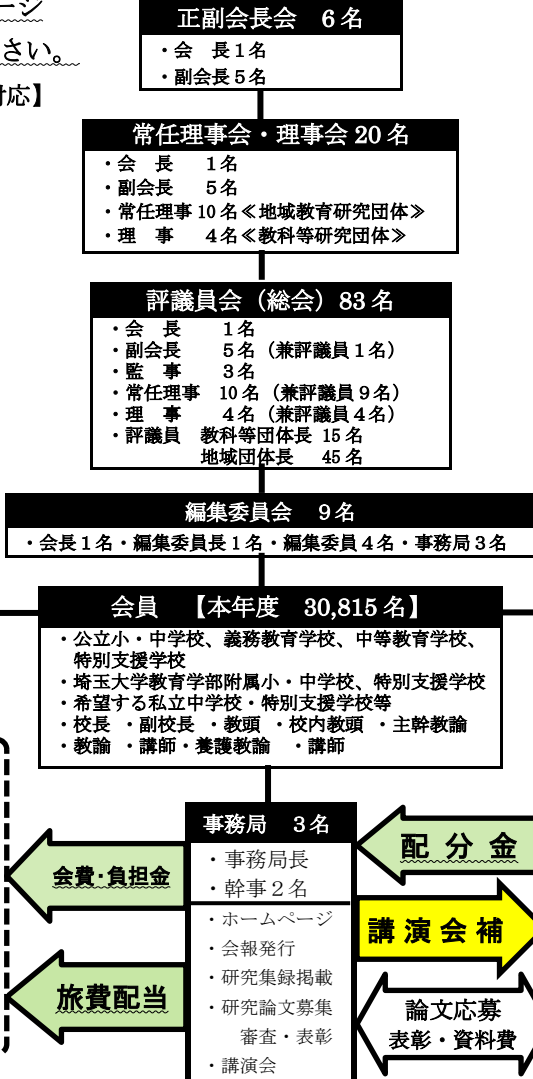 ージ
さい。
対応】
正副会長会　６名
・会　長１名
・副会長５名
常任理事会・理事会 20 名
・会　長　　１名
・副会長　　５名
・常任理事 10 名≪地域教育研究団体≫
・理　事　　４名≪教科等研究団体≫
評議員会（総会）83 名
・会　長　　　１名
・副会長　　　５名（兼評議員１名）
・監　事　　　３名
・常任理事　10 名（兼評議員９名）
・理　事　　　４名（兼評議員４名）
・評議員　教科等団体長 15 名
地域団体長　45 名
編集委員会　９名
・会長１名・編集委員長１名・編集委員４名・事務局３名
会員　【本年度　30,815 名】
・公立小・中学校、義務教育学校、中等教育学校、
特別支援学校
・埼玉大学教育学部附属小・中学校、特別支援学校
・希望する私立中学校・特別支援学校等
・校長 ・副校長 ・教頭 ・校内教頭 ・主幹教諭
・教諭 ・講師・養護教諭　・講師
事務局　３名
・事務局長
・幹事２名
・ホームページ
・会報発行
・研究集録掲載
・研究論文募集
審査・表彰
・講演会
会費・負担金
旅費配当
配 分 金
講 演 会 補
論文応募
表彰・資料費